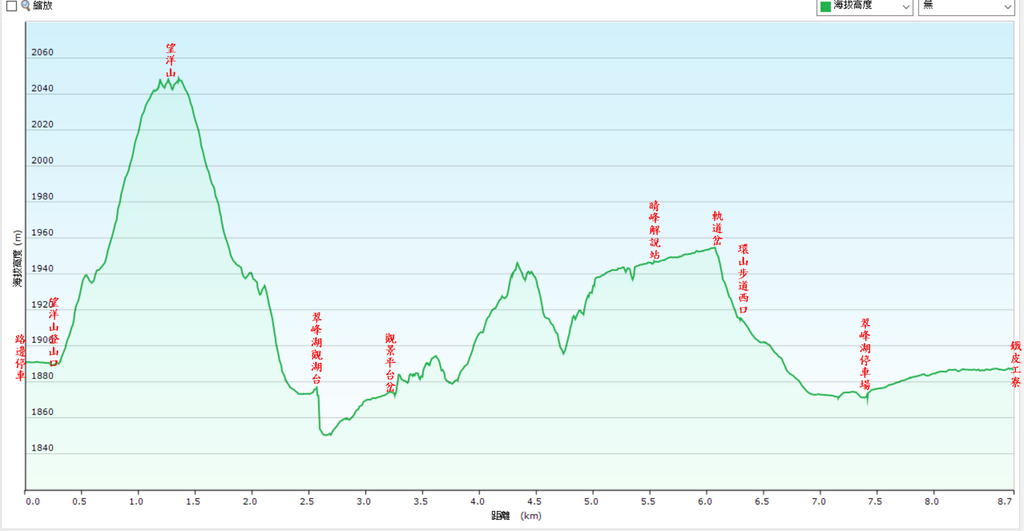 縮放
海拔高度
無
2060
2040
2020
2000
1980
1960
1940
1920
1900
1880
1860
1840
海拔高度 (m)
路邊停車
望洋山登山口
望洋山
翠峰湖觀湖台
觀景平台岔
晴峰解說站
軌道岔
環山步道西口
翠峰湖停車場
鐵皮工寮
0.0 0.5 1.0 1.5 2.0 2.5 3.0 3.5 4.0 4.5 5.0 5.5 6.0 6.5 7.0 7.5 8.0 8.7
距離 (km)